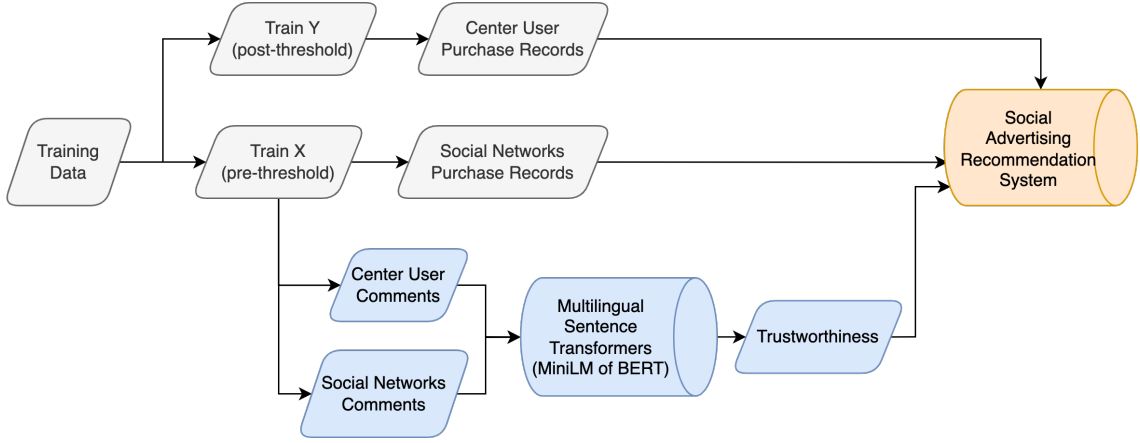 Train Y
(post-threshold)
Center User
Purchase Records
Training
Data
Train X
(pre-threshold)
Social Networks
Purchase Records
Social
Advertising
Recommendation
System
Center User
Comments
Social Networks
Comments
Multilingual
Sentence
Transformers
(MiniLM of BERT)
Trustworthiness